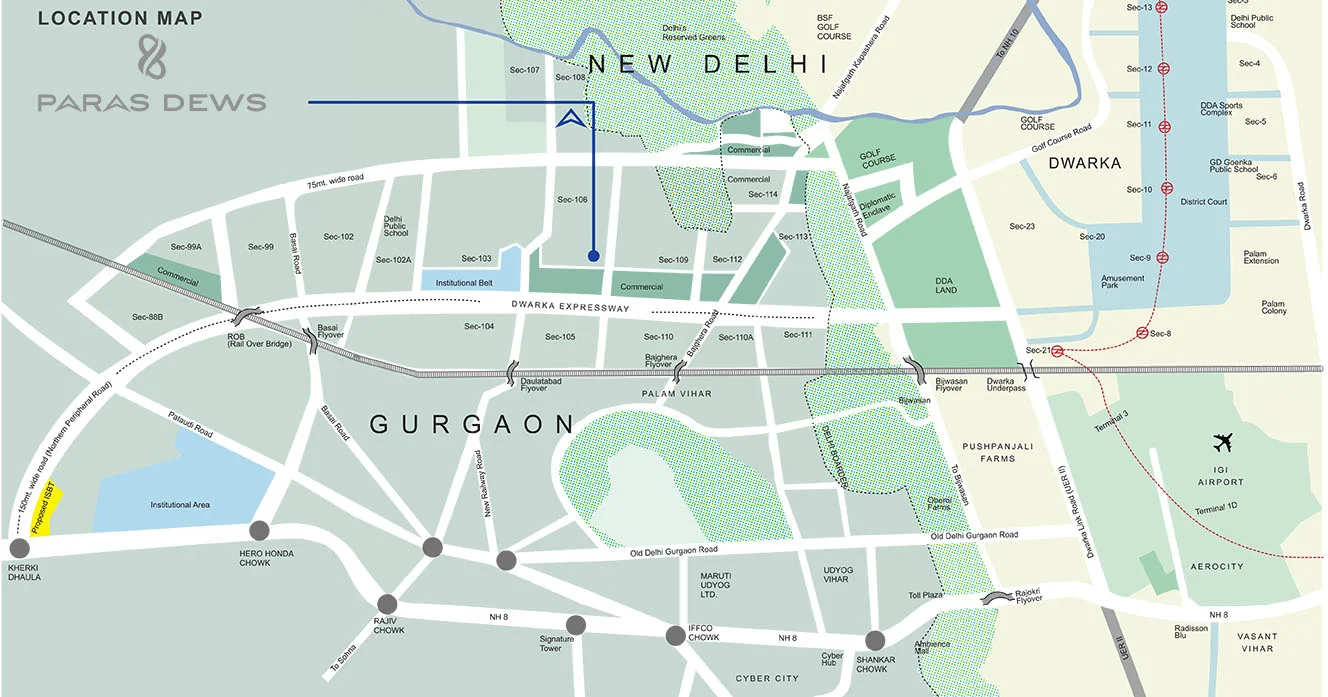 LOCATION MAP
PARAS DEWS
NEW DELHI
Delhi's
Reserved Greens
BSF
GOLF
COURSE
Najafgarh Kapashera Road
To NH 10
Sec-13
Delhi Public
School
Sec-12
Sec-4
Sec-107
Sec-108
DDA Sports
Complex
Sec-5
GOLF
COURSE
Sec-11
Golf Course Road
DWARKA
GD Goenka
Public School
Sec-6
Sec-10
District Court
Dwarka Road
Sec-23
Sec-20
Sec-9
Palam
Extension
Amusement
Park
Palam
Colony
Sec-8
Sec-21
Commercial
Commercial
Sec-114
GOLF
COURSE
Diplomatic
Enclave
Najafgarh Road
DDA
LAND
75mt. wide road
Sec-106
Delhi
Public
School
Sec-99A
Sec-99
Basai Road
Sec-102
Sec-102A
Sec-103
Sec-109
Sec-112
Sec-113
Commercial
Institutional Belt
Commercial
DWARKA EXPRESSWAY
Sec-88B
ROB
(Rail Over Bridge)
Basai
Flyover
Sec-104
Sec-105
Sec-110
Bajghera Road
Sec-110A
Sec-111
Bajghera
Flyover
Daulatabad
Flyover
PALAM VIHAR
Bijwasan
Flyover
Dwarka
Underpass
Bijwasan
GURGAON
150mt. wide road (Northern Peripheral Road)
Pataudi Road
Basai Road
New Railway Road
DELHI BOARDER
To Bijwasan
PUSHPANJALI
FARMS
Dwarka Link Road (UER II)
Terminal 3
IGI
AIRPORT
Terminal 1D
Proposed ISBT
Institutional Area
Oberoi
Farms
Old Delhi Gurgaon Road
Old Delhi Gurgaon Road
KHERKI
DHAULA
HERO HONDA
CHOWK
MARUTI
UDYOG
LTD.
UDYOG
VIHAR
AEROCITY
Toll Plaza
Rajokri
Flyover
RAJIV
CHOWK
NH 8
Signature
Tower
IFFCO
CHOWK
NH 8
Cyber
Hub
SHANKAR
CHOWK
Ambience
Mall
UER II
NH 8
Radisson
Blu
VASANT
VIHAR
To Sohna
CYBER CITY